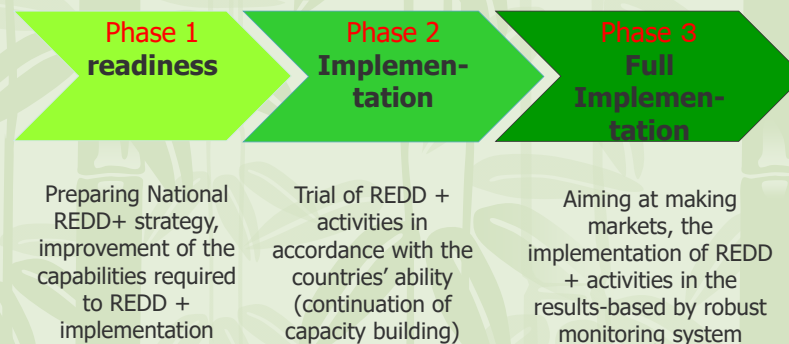 Phase 1
readiness
Phase 2
Implemen-
tation
Phase 3
Full
Implemen-
tation
Preparing National
REDD+ strategy,
improvement of the
capabilities required
to REDD +
implementation
Trial of REDD +
activities in
accordance with the
countries’ ability
(continuation of
capacity building)
Aiming at making
markets, the
implementation of REDD
+ activities in the
results-based by robust
monitoring system